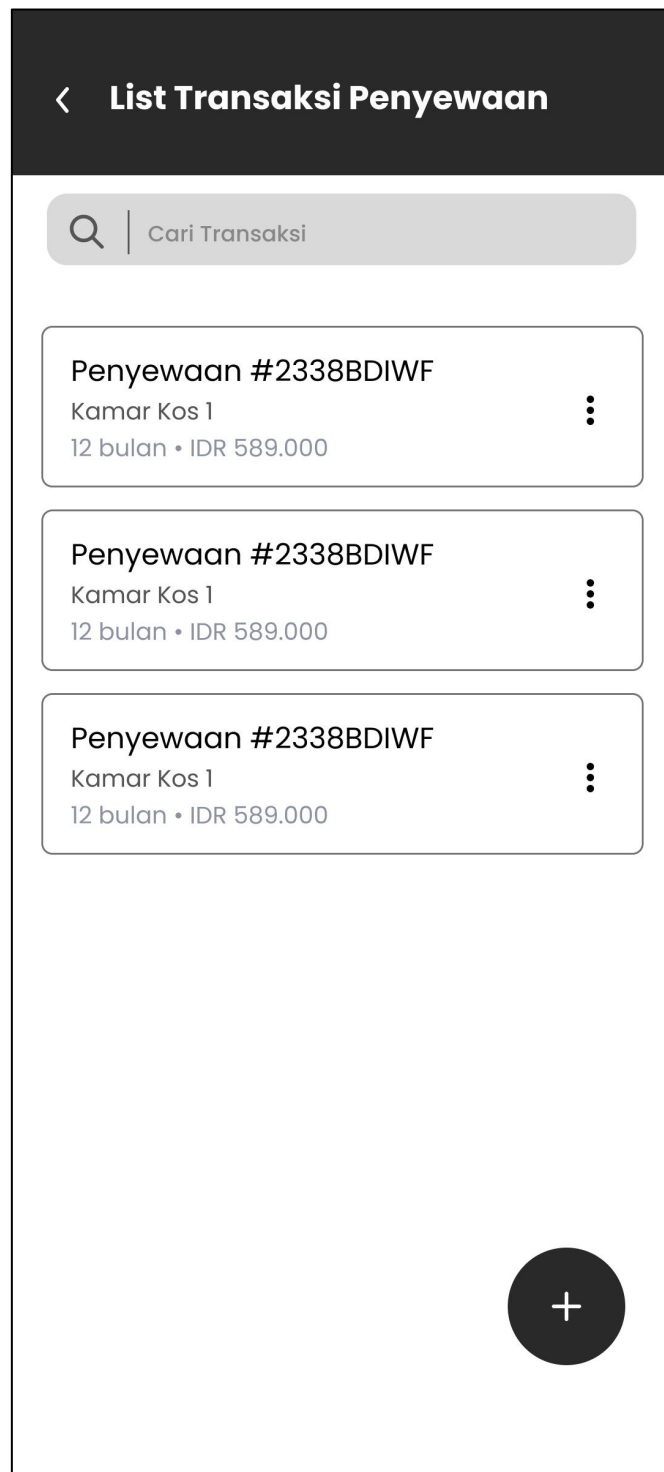 List Transaksi Penyewaan
Cari Transaksi
Penyewaan #2338BDIWF
Kamar Kos 1
12 bulan • IDR 589.000
Penyewaan #2338BDIWF
Kamar Kos 1
12 bulan • IDR 589.000
Penyewaan #2338BDIWF
Kamar Kos 1
12 bulan • IDR 589.000